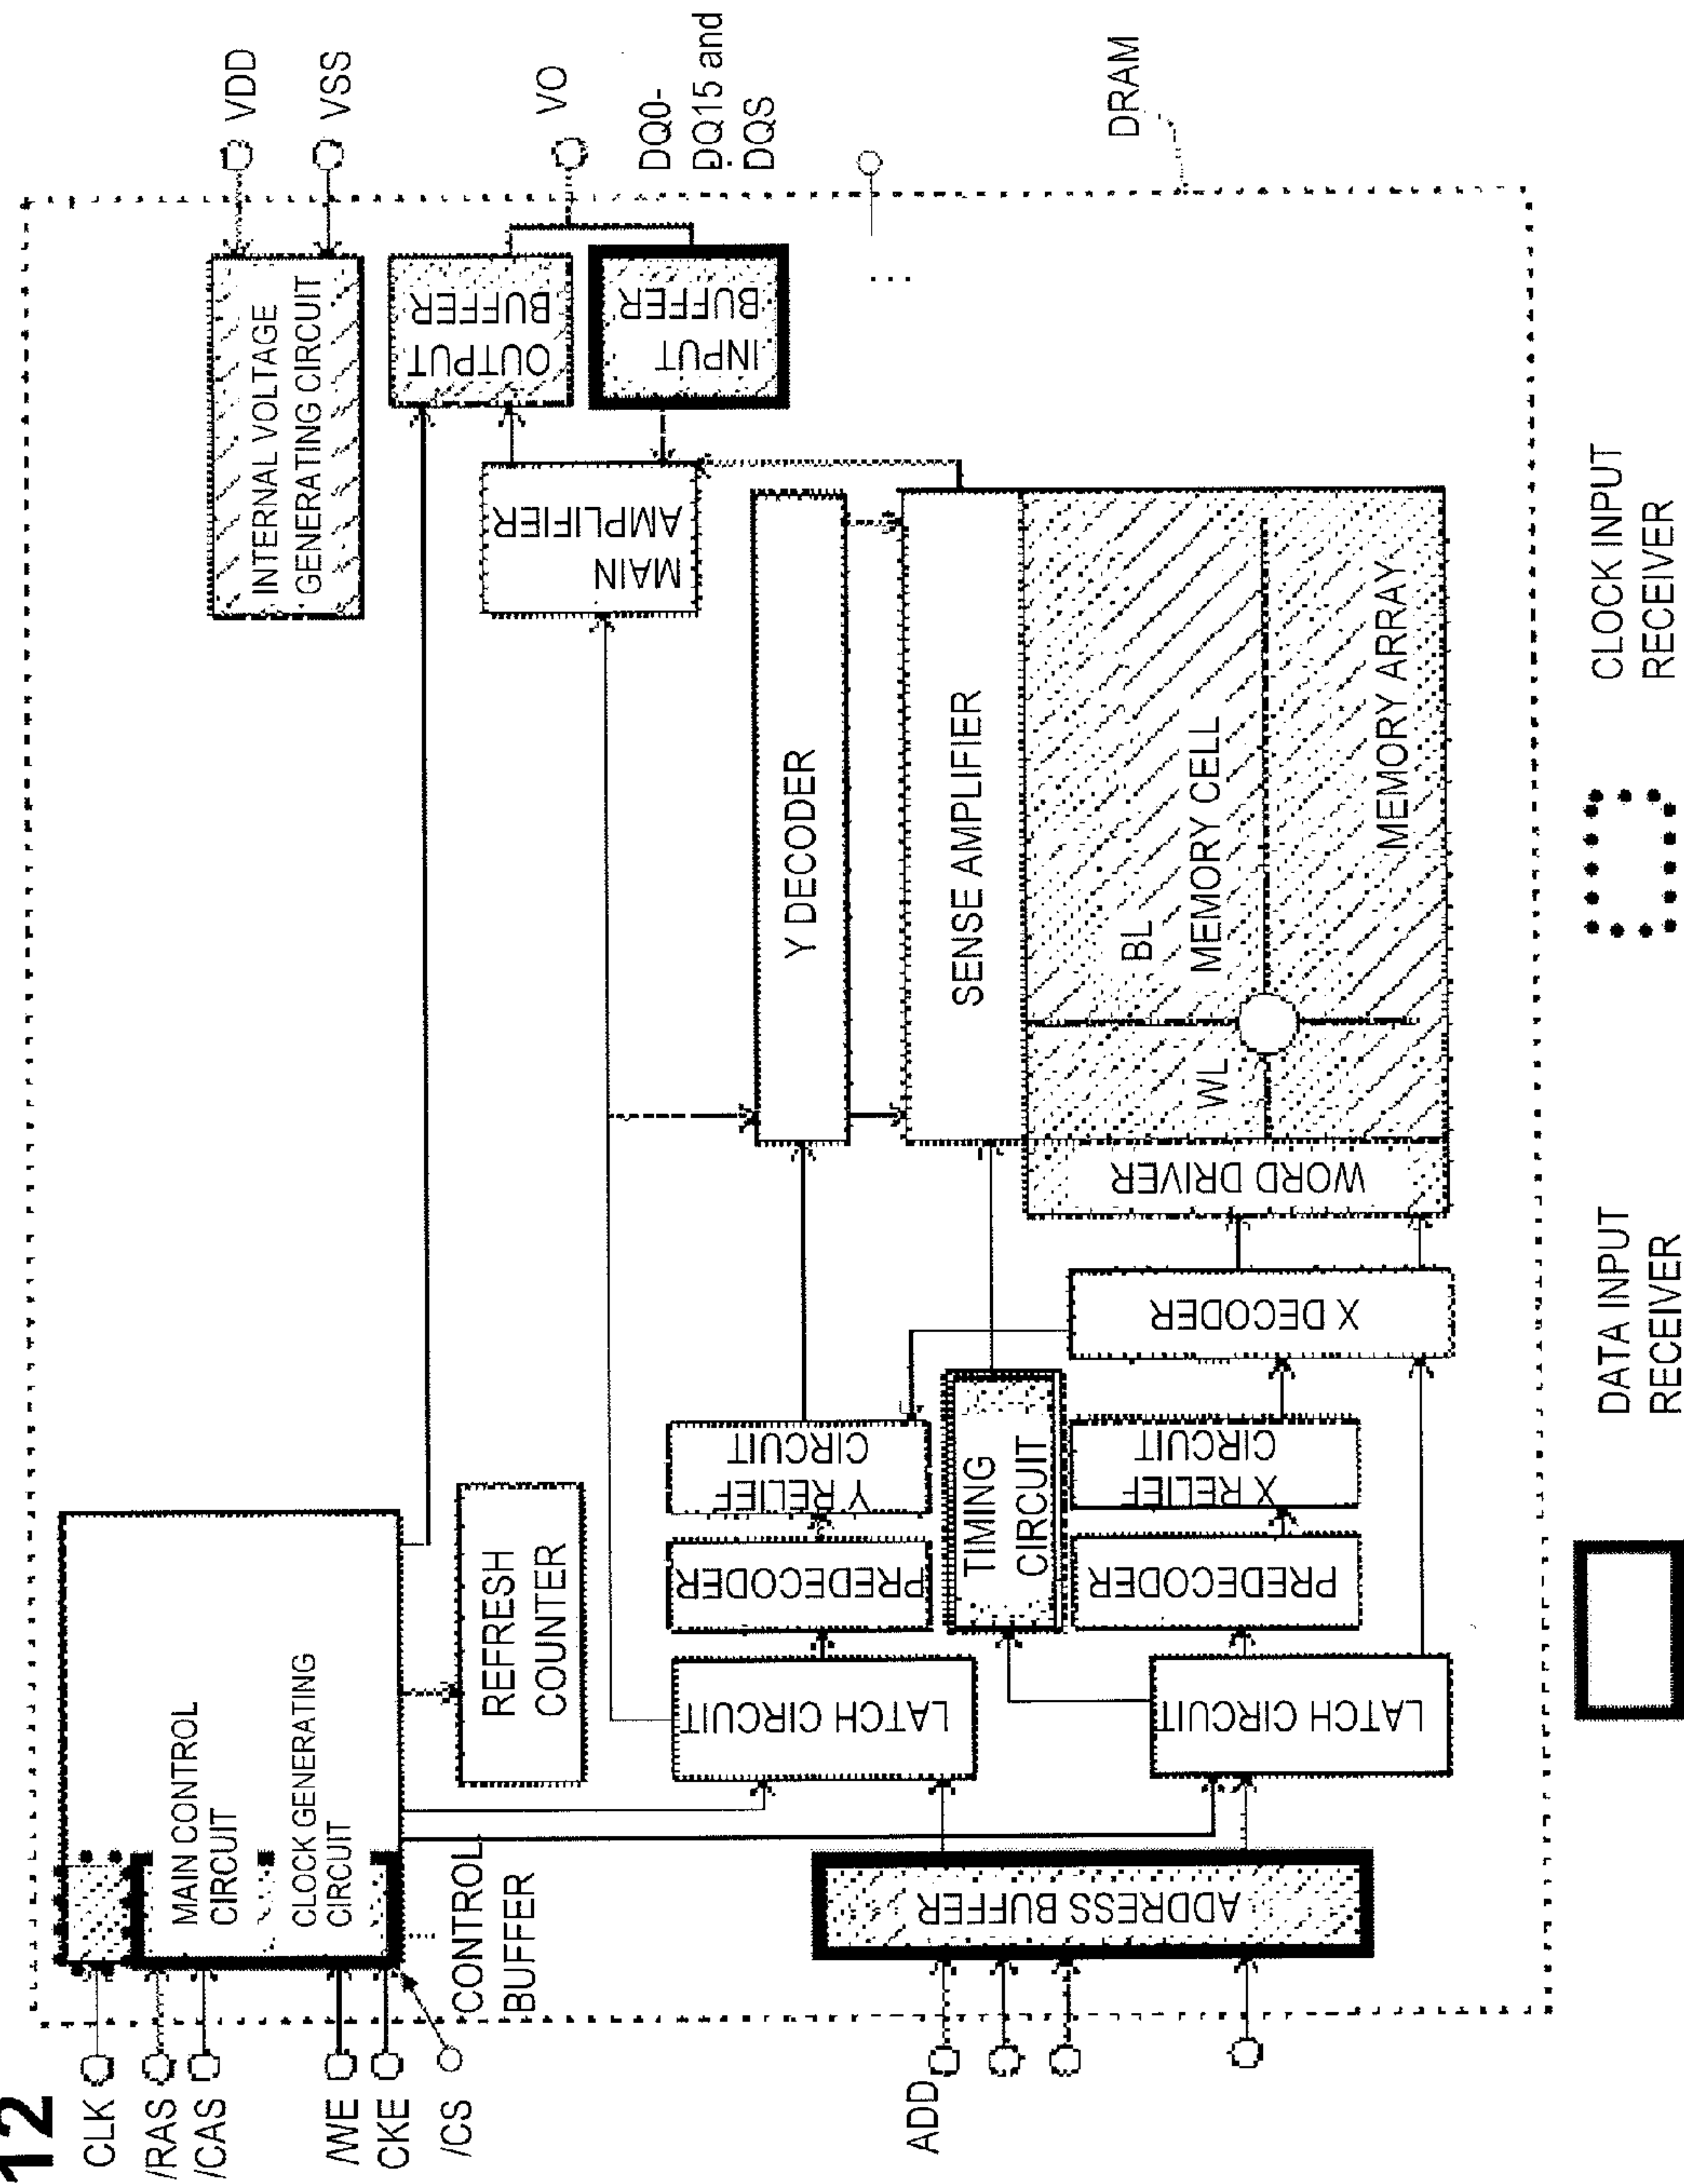 12
CLK
/RAS
/CAS
/WE
CKE
/CS
MAIN CONTROL
CIRCUIT
CLOCK GENERATING
CIRCUIT
CONTROL
BUFFER
REFRESH
COUNTER
INTERNAL VOLTAGE
GENERATING CIRCUIT
VDD
VSS
OUTPUT
BUFFER
INPUT
BUFFER
VO
DQ0-
DQ15 and
DQS
MAIN
AMPLIFIER
ADD
ADDRESS BUFFER
LATCH CIRCUIT
PREDECODER
Y RELIEF
CIRCUIT
Y DECODER
TIMING
CIRCUIT
SENSE AMPLIFIER
LATCH CIRCUIT
PREDECODER
X RELIEF
CIRCUIT
X DECODER
WORD DRIVER
WL
BL
MEMORY CELL
MEMORY ARRAY
...
DRAM
DATA INPUT
RECEIVER
CLOCK INPUT
RECEIVER